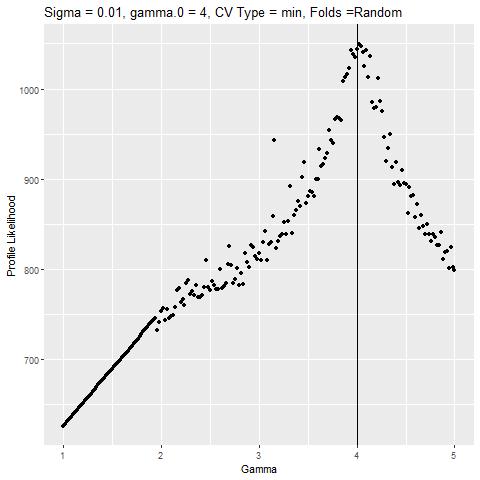 Sigma = 0.01, gamma.0 = 4, CV Type = min, Folds =Random
Profile Likelihood
1000
900
800
700
1 2 3 4 5
Gamma